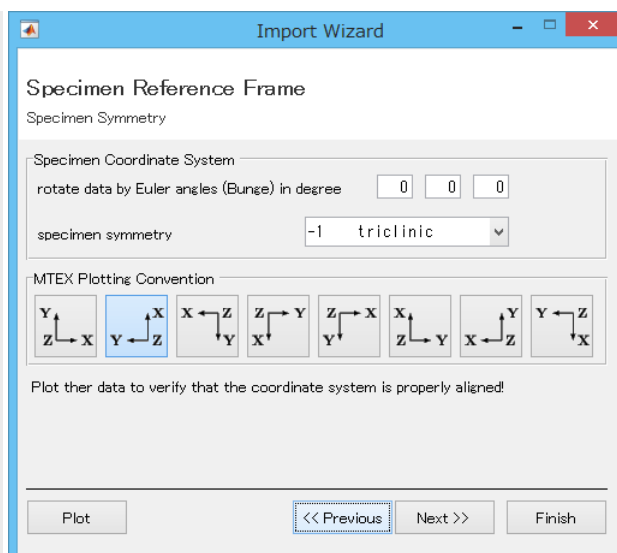 Import Wizard
Specimen Reference Frame
Specimen Symmetry
Specimen Coordinate System
rotate data by Euler angles (Bunge) in degree 0 0 0
specimen symmetry -1 triclinic
MTEX Plotting Convention
Y X Z Y Z X Z X
Z X Y Z Y X Y Z Y X Z X
Plot ther data to verify that the coordinate system is properly aligned!
Plot << Previous Next >> Finish